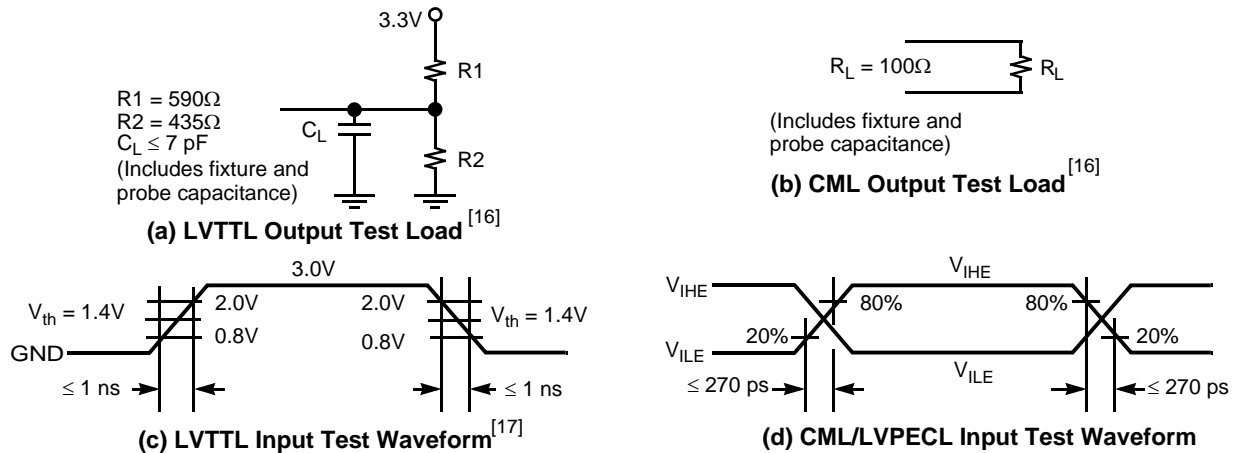 3.3V
R1
R1 = 590Ω
R2 = 435Ω
C_L ≤ 7 pF
(Includes fixture and
probe capacitance)
C_L
R2
(a) LVTTL Output Test Load [16]
R_L = 100Ω
R_L
(Includes fixture and
probe capacitance)
(b) CML Output Test Load [16]
3.0V
V_th = 1.4V
2.0V
0.8V
2.0V
0.8V
V_th = 1.4V
GND
≤ 1 ns
≤ 1 ns
(c) LVTTL Input Test Waveform [17]
V_IHE
V_IHE
80%
80%
20%
20%
V_ILE
V_ILE
≤ 270 ps
≤ 270 ps
(d) CML/LVPECL Input Test Waveform